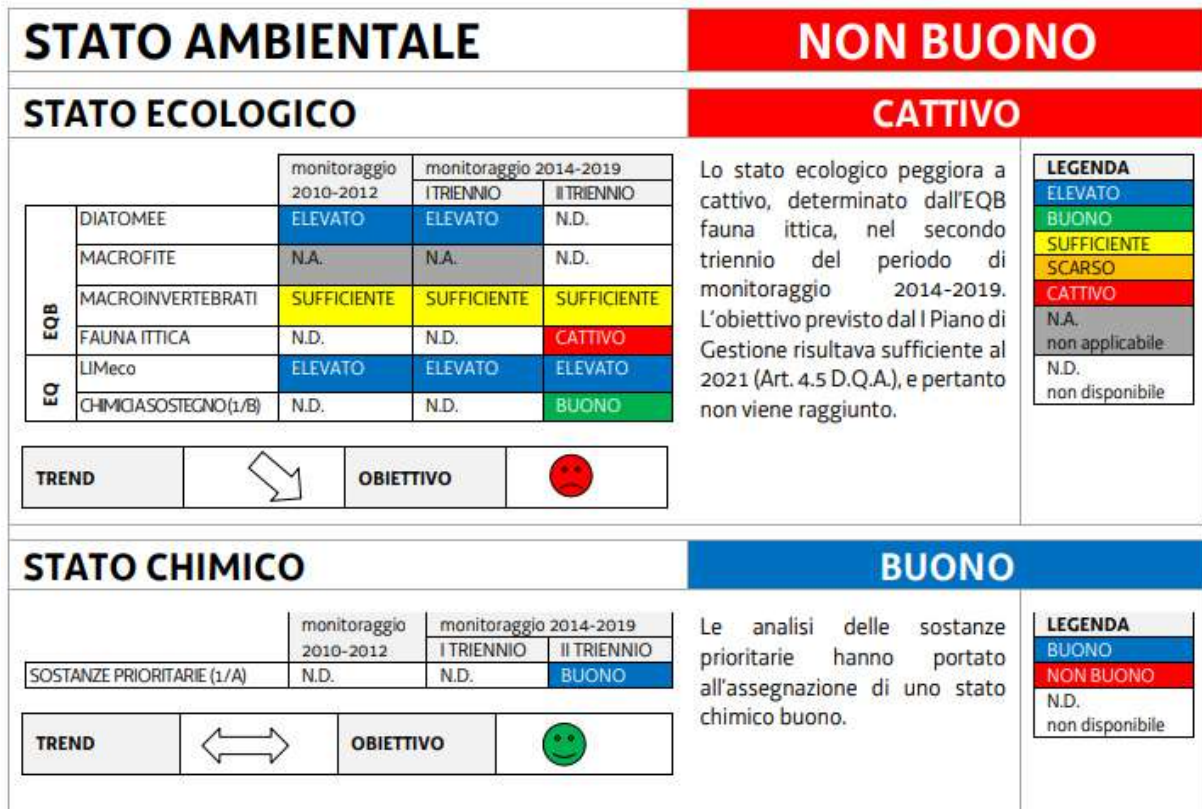 STATO AMBIENTALE NON BUONO
STATO ECOLOGICO CATTIVO
monitoraggio 2010-2012 monitoraggio 2014-2019
I TRIENNIO II TRIENNIO
EQB
DIATOMEE ELEVATO ELEVATO N.D.
MACROFITE N.A. N.A. N.D.
MACROINVERTEBRATI SUFFICIENTE SUFFICIENTE SUFFICIENTE
FAUNA ITTICA N.D. N.D. CATTIVO
EQ
LIMeco ELEVATO ELEVATO ELEVATO
CHIMICI A SOSTEGNO (1/B) N.D. N.D. BUONO
TREND OBIETTIVO
Lo stato ecologico peggiora a
cattivo, determinato dall'EQB
fauna ittica, nel secondo
triennio del periodo di
monitoraggio 2014-2019.
L'obiettivo previsto dal I Piano di
Gestione risultava sufficiente al
2021 (Art. 4.5 D.Q.A.), e pertanto
non viene raggiunto.
LEGENDA
ELEVATO
BUONO
SUFFICIENTE
SCARSO
CATTIVO
N.A.
non applicabile
N.D.
non disponibile
STATO CHIMICO BUONO
monitoraggio 2010-2012 monitoraggio 2014-2019
I TRIENNIO II TRIENNIO
SOSTANZE PRIORITARIE (1/A) N.D. N.D. BUONO
TREND OBIETTIVO
Le analisi delle sostanze
prioritarie hanno portato
all'assegnazione di uno stato
chimico buono.
LEGENDA
BUONO
NON BUONO
N.D.
non disponibile